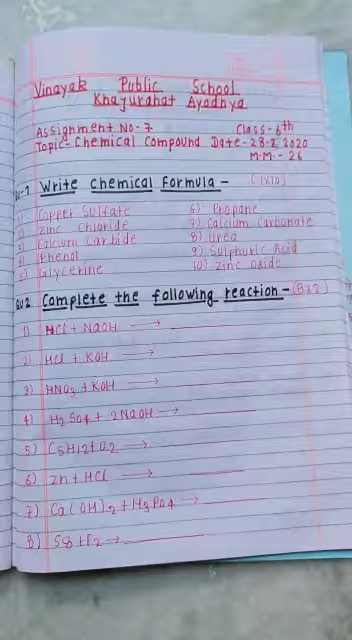 Vinayak Public School
Khajurahat Ayodhya
Assignment No-7 Class-6th
Topic-Chemical Compound Date-28.2.2020
M.M.- 26
Qu-1 Write Chemical Formula - (1x10)
1) Copper Sulfate 6) Propane
2) Zinc Chloride 7) Calcium Carbonate
3) Calcium Carbide 8) Urea
4) Phenol 9) Sulphuric Acid
5) Glycerine 10) Zinc Oxide
Qu2 Complete the following reaction - (8x2)
1) HCl + NaOH →
2) HCl + KOH →
3) HNO3 + KOH →
4) H2SO4 + 2NaOH →
5) C5H12+O2 →
6) Zn + HCl →
7) Ca(OH)2 + H3PO4 →
8) S8 + F2 →